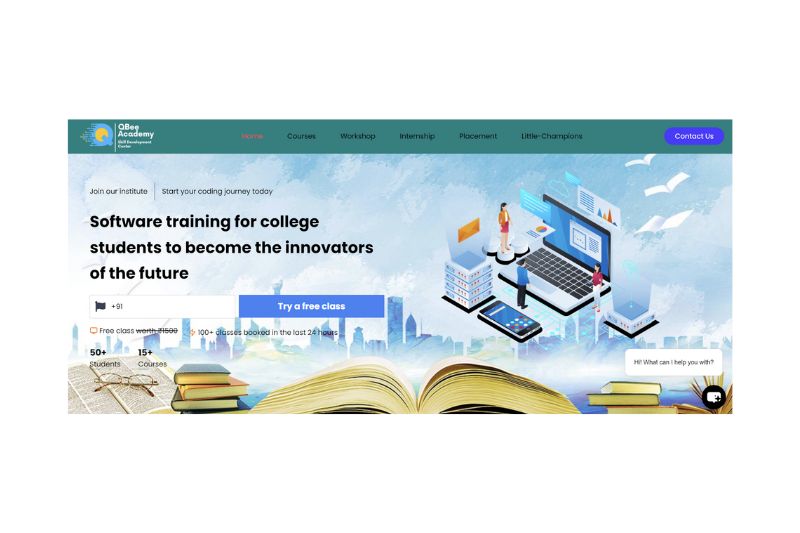 QBee
Academy
Skill Development
Center
Home Courses Workshop Internship Placement Little-Champions Contact Us
Join our institute Start your coding journey today
Software training for college
students to become the innovators
of the future
+91 Try a free class
Free class worth ₹1500 100+ classes booked in the last 24 hours
50+ 15+
Students Courses
Hi! What can I help you with?